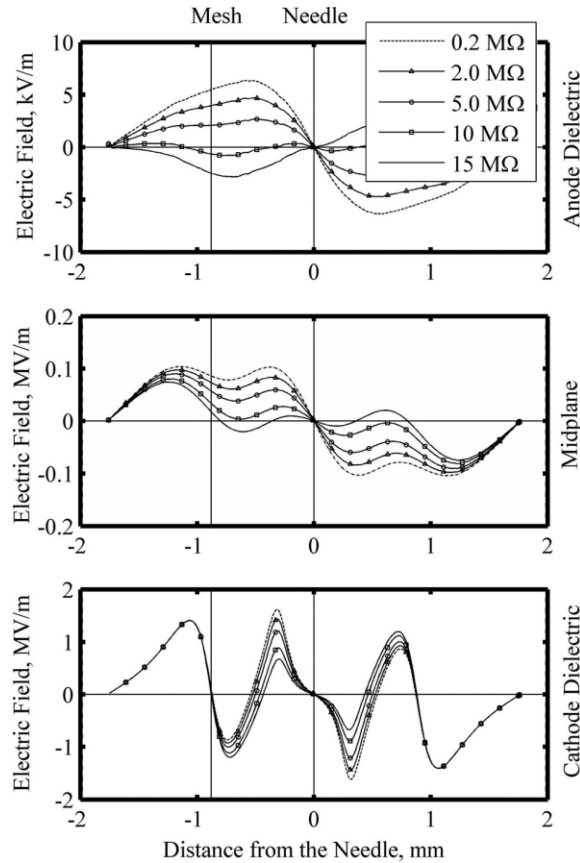 Mesh Needle
0.2 MΩ
2.0 MΩ
5.0 MΩ
10 MΩ
15 MΩ
Electric Field, kV/m
10
5
0
-5
-10
-2 -1 0 1 2
Anode Dielectric
Electric Field, MV/m
0.2
0.1
0
-0.1
-0.2
-2 -1 0 1 2
Midplane
Electric Field, MV/m
2
1
0
-1
-2
-2 -1 0 1 2
Cathode Dielectric
Distance from the Needle, mm